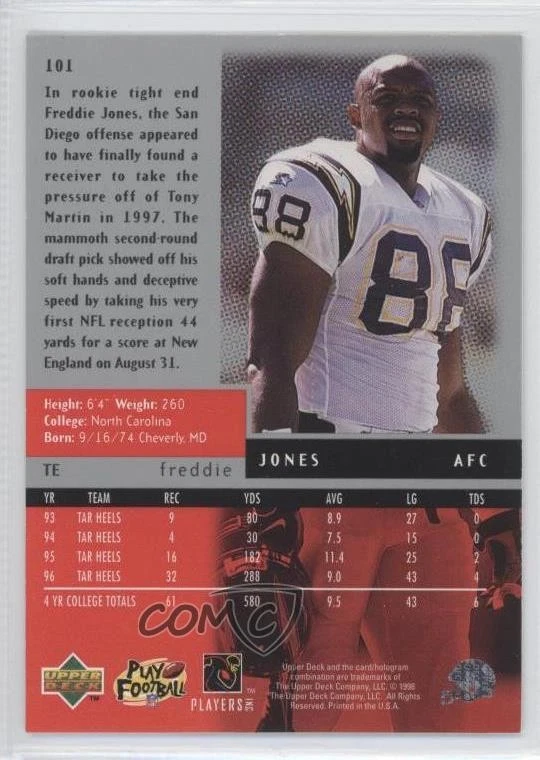 101
In rookie tight end
Freddie Jones, the San
Diego offense appeared
to have finally found a
receiver to take the
pressure off of Tony
Martin in 1997. The
mammoth second-round
draft pick showed off his
soft hands and deceptive
speed by taking his very
first NFL reception 44
yards for a score at New
England on August 31.
88
88
Height: 6'4" Weight: 260
College: North Carolina
Born: 9/16/74 Cheverly, MD
TE freddie JONES AFC
YR TEAM REC YDS AVG LG TDS
93 TAR HEELS 9 80 8.9 27 0
94 TAR HEELS 4 30 7.5 15 0
95 TAR HEELS 16 182 11.4 25 2
96 TAR HEELS 32 288 9.0 43 4
4 YR COLLEGE TOTALS 61 580 9.5 43 6
COMC
UPPER DECK TM
PLAY FOOTBALL
PLAYERS INC TM
Upper Deck and the card/hologram
combination are trademarks of
The Upper Deck Company, LLC. © 1998
The Upper Deck Company, LLC. All Rights
Reserved. Printed in the U.S.A.